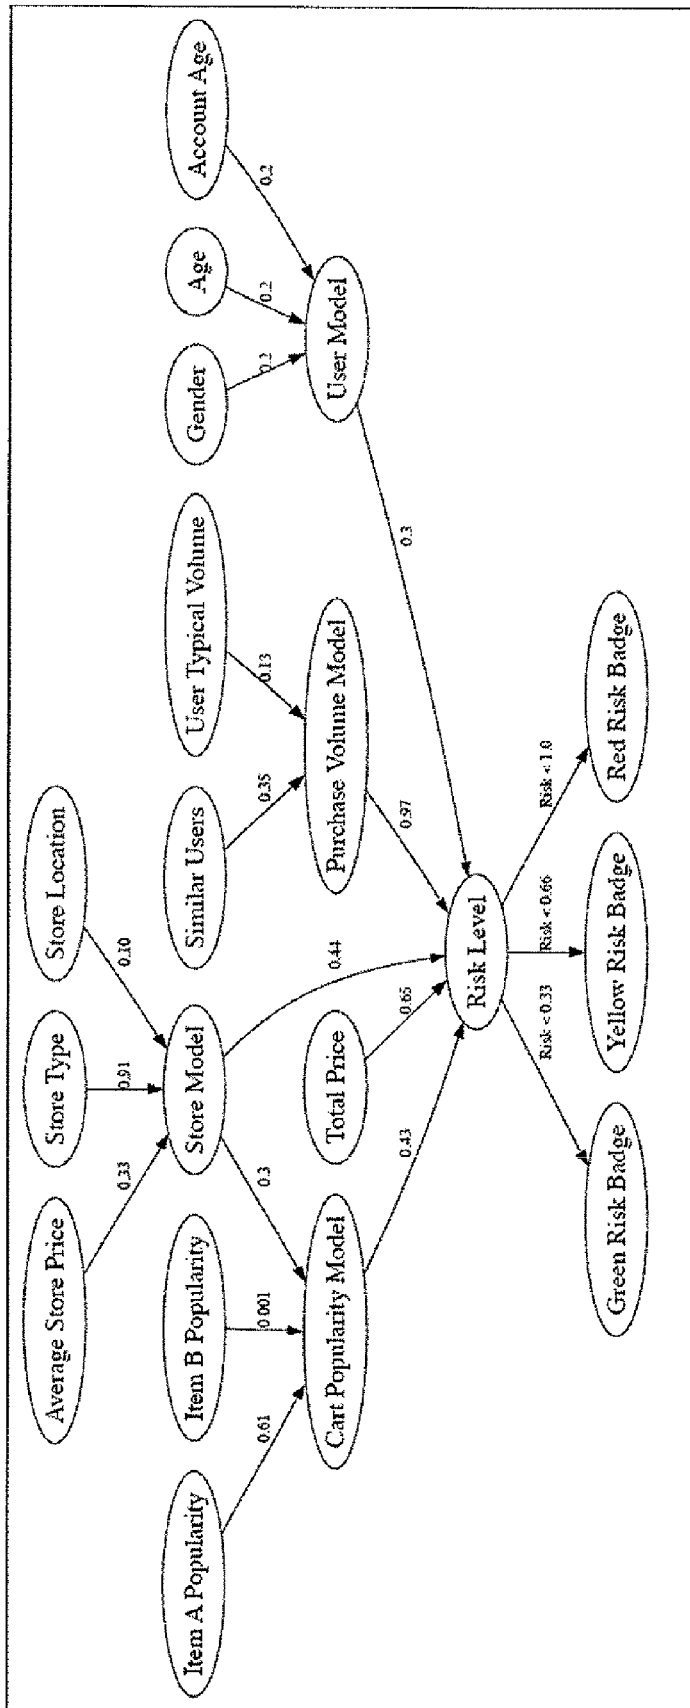 Average Store Price
Store Type
Store Location
0.33
0.91
0.10
Item A Popularity
Item B Popularity
Store Model
Similar Users
User Typical Volume
Gender
Age
Account Age
0.61
0.001
0.3
0.44
0.35
0.13
0.2
0.2
0.2
Cart Popularity Model
Total Price
Purchase Volume Model
User Model
0.43
0.65
0.97
0.3
Risk Level
Risk < 0.33
Risk < 0.66
Risk < 1.0
Green Risk Badge
Yellow Risk Badge
Red Risk Badge